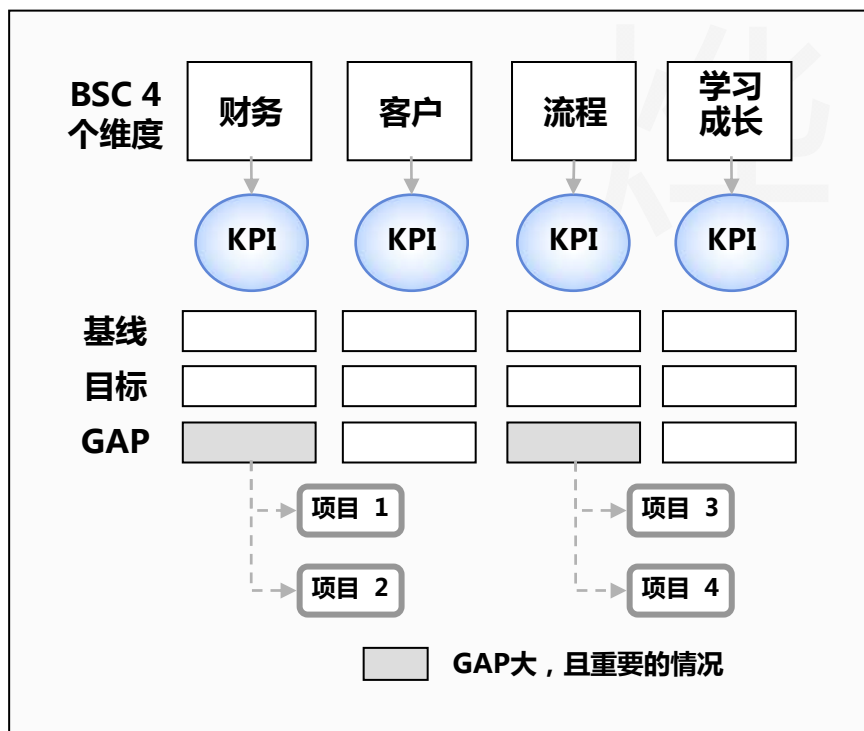 BSC 4
个维度
财务
客户
流程
学习
成长
KPI
KPI
KPI
KPI
基线
目标
GAP
项目 1
项目 3
项目 2
项目 4
GAP大，且重要的情况